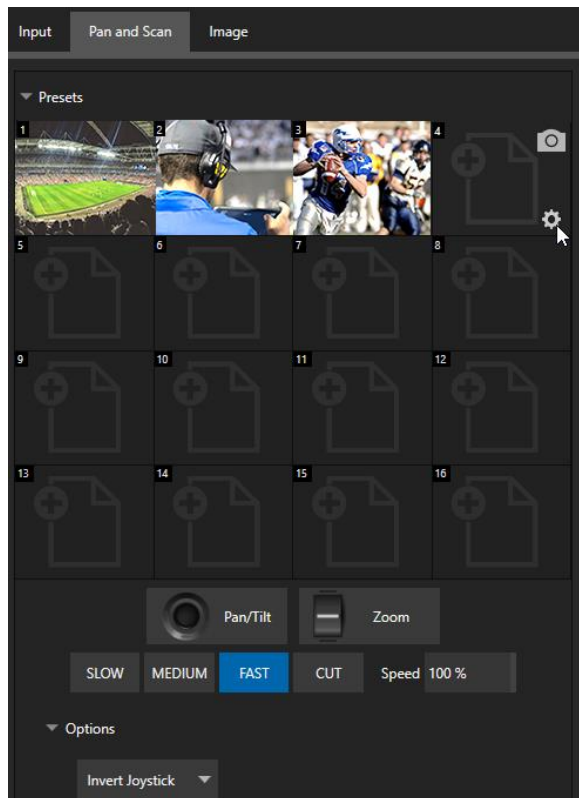 Input Pan and Scan Image
Presets
1 2 3 4
5 6 7 8
9 10 11 12
13 14 15 16
Pan/Tilt Zoom
SLOW MEDIUM FAST CUT Speed 100 %
Options
Invert Joystick